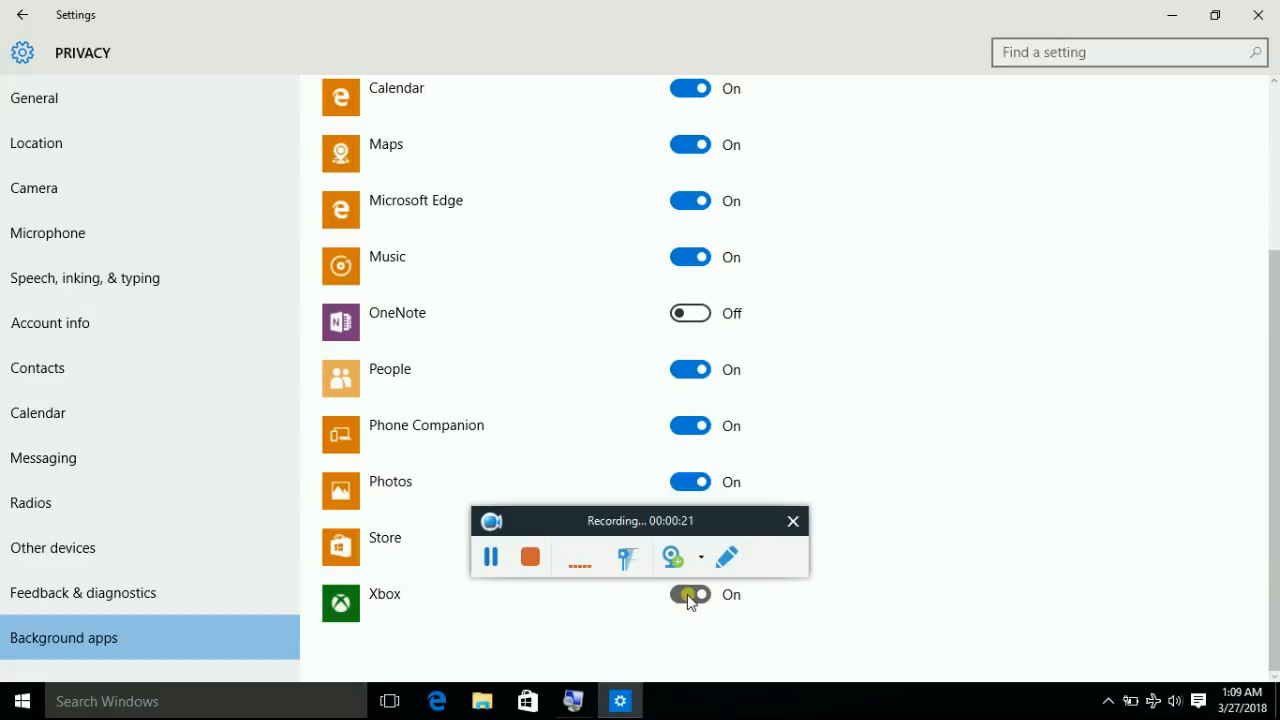 Settings
PRIVACY
Find a setting
General
Location
Camera
Microphone
Speech, inking, & typing
Account info
Contacts
Calendar
Messaging
Radios
Other devices
Feedback & diagnostics
Background apps
Calendar On
Maps On
Microsoft Edge On
Music On
OneNote Off
People On
Phone Companion On
Photos On
Store
Recording... 00:00:21
Xbox On
Search Windows
1:09 AM
3/27/2018